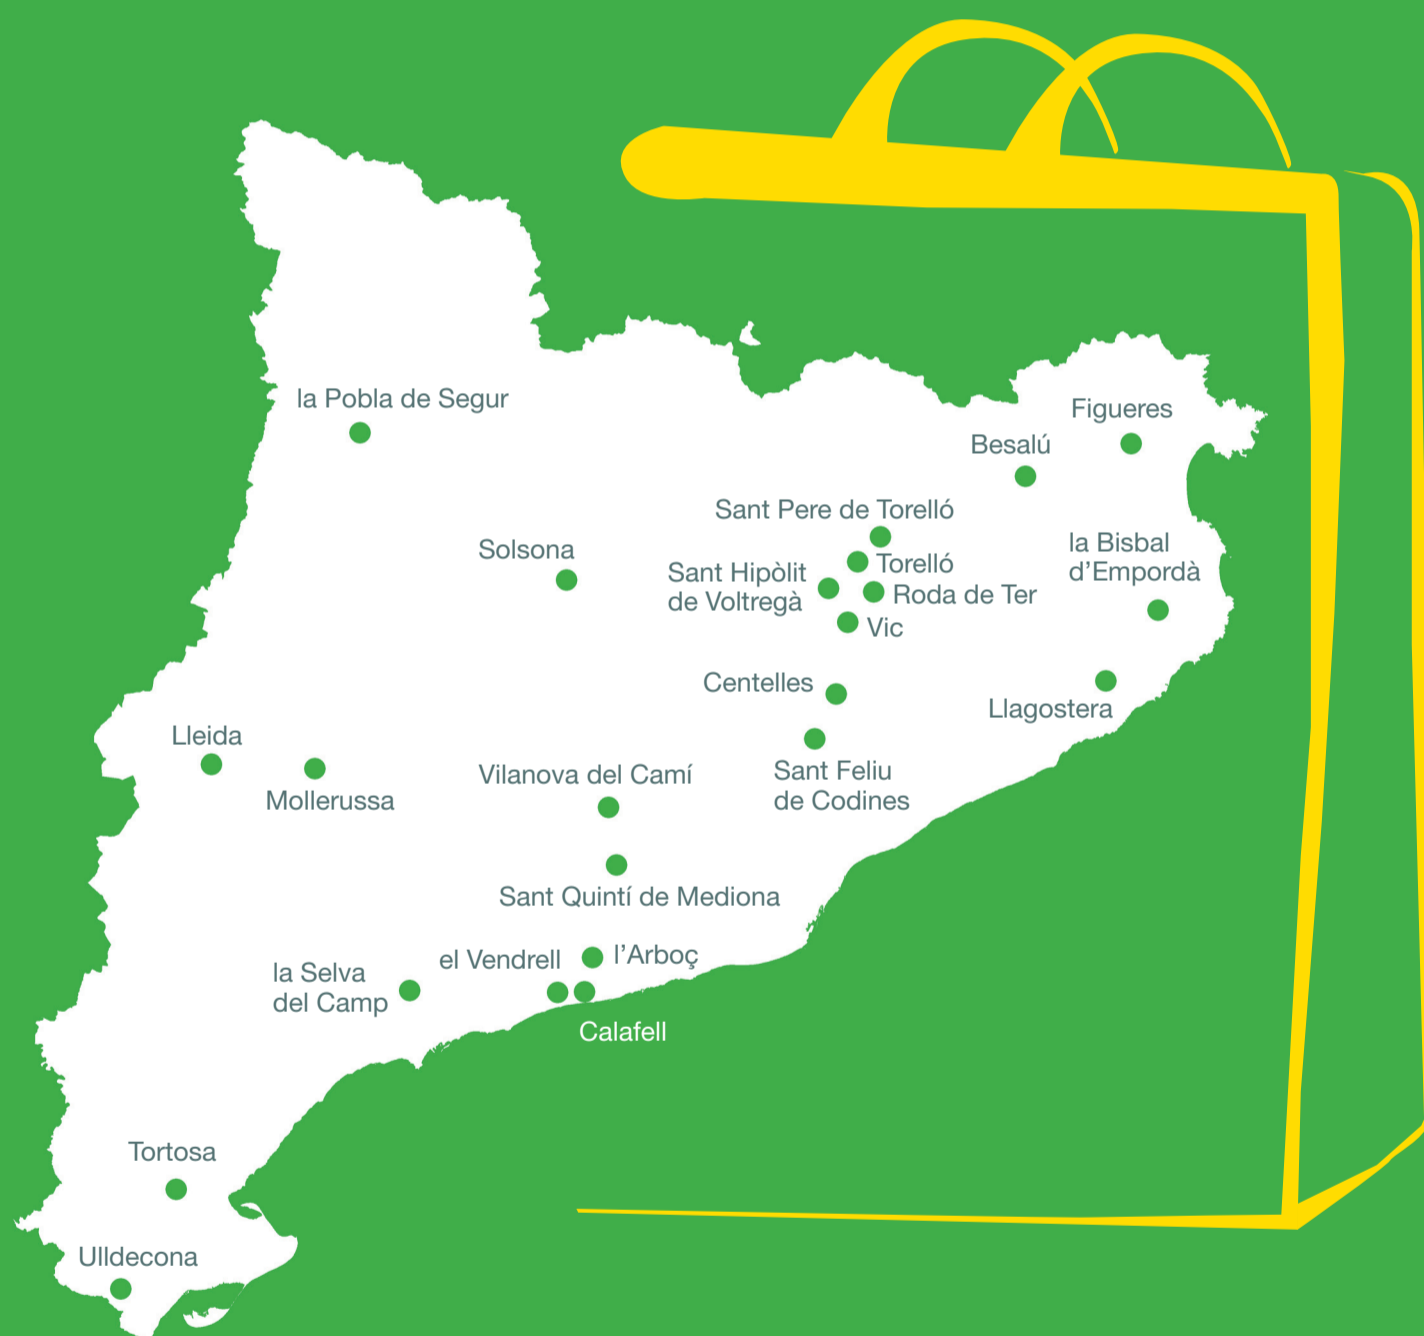 la Pobla de Segur
Figueres
Besalú
Sant Pere de Torelló
la Bisbal
d’Empordà
Solsona
Torelló
Sant Hipòlit
de Voltregà
Roda de Ter
Vic
Centelles
Llagostera
Lleida
Mollerussa
Vilanova del Camí
Sant Feliu
de Codines
Sant Quintí de Mediona
el Vendrell
l’Arboç
la Selva
del Camp
Calafell
Tortosa
Ulldecona